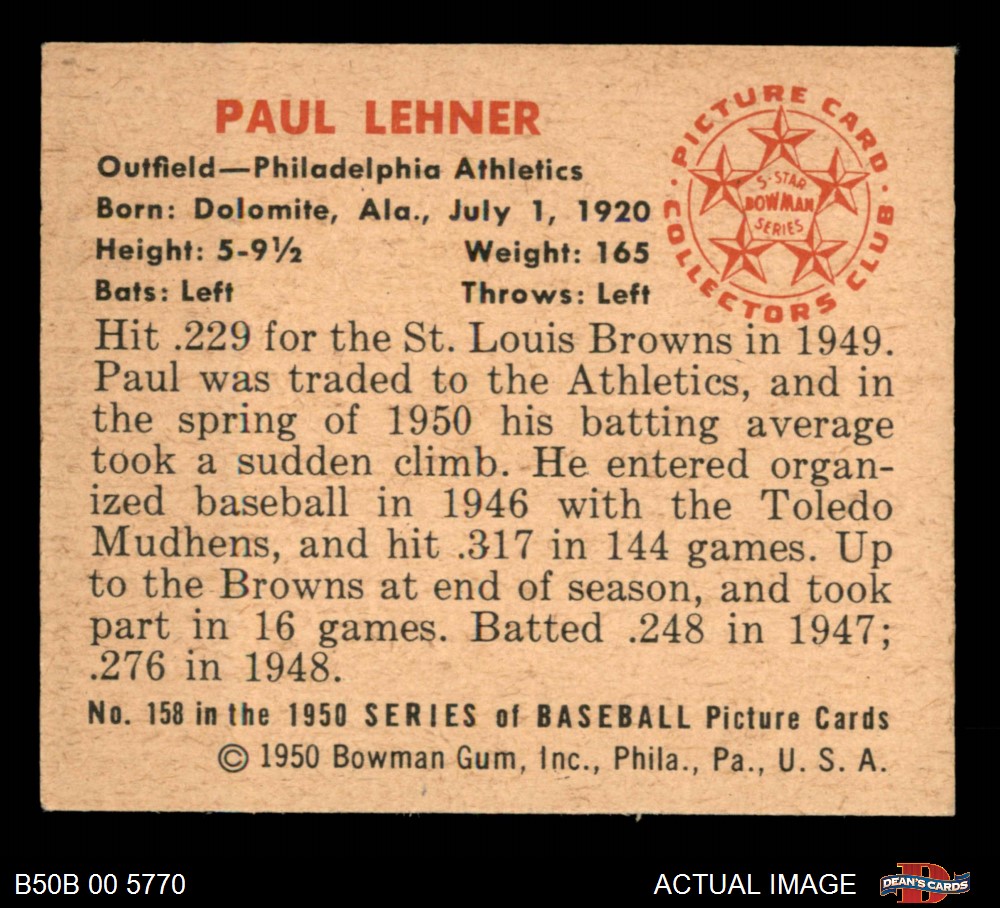 PAUL LEHNER
Outfield—Philadelphia Athletics
Born: Dolomite, Ala., July 1, 1920
Height: 5-9½ Weight: 165
Bats: Left Throws: Left
PICTURE CARD
COLLECTORS CLUB
5-STAR
BOWMAN
SERIES
Hit .229 for the St. Louis Browns in 1949.
Paul was traded to the Athletics, and in
the spring of 1950 his batting average
took a sudden climb. He entered organ-
ized baseball in 1946 with the Toledo
Mudhens, and hit .317 in 144 games. Up
to the Browns at end of season, and took
part in 16 games. Batted .248 in 1947;
.276 in 1948.
No. 158 in the 1950 SERIES of BASEBALL Picture Cards
© 1950 Bowman Gum, Inc., Phila., Pa., U. S. A.
B50B 00 5770
ACTUAL IMAGE
D
DEAN'S CARDS